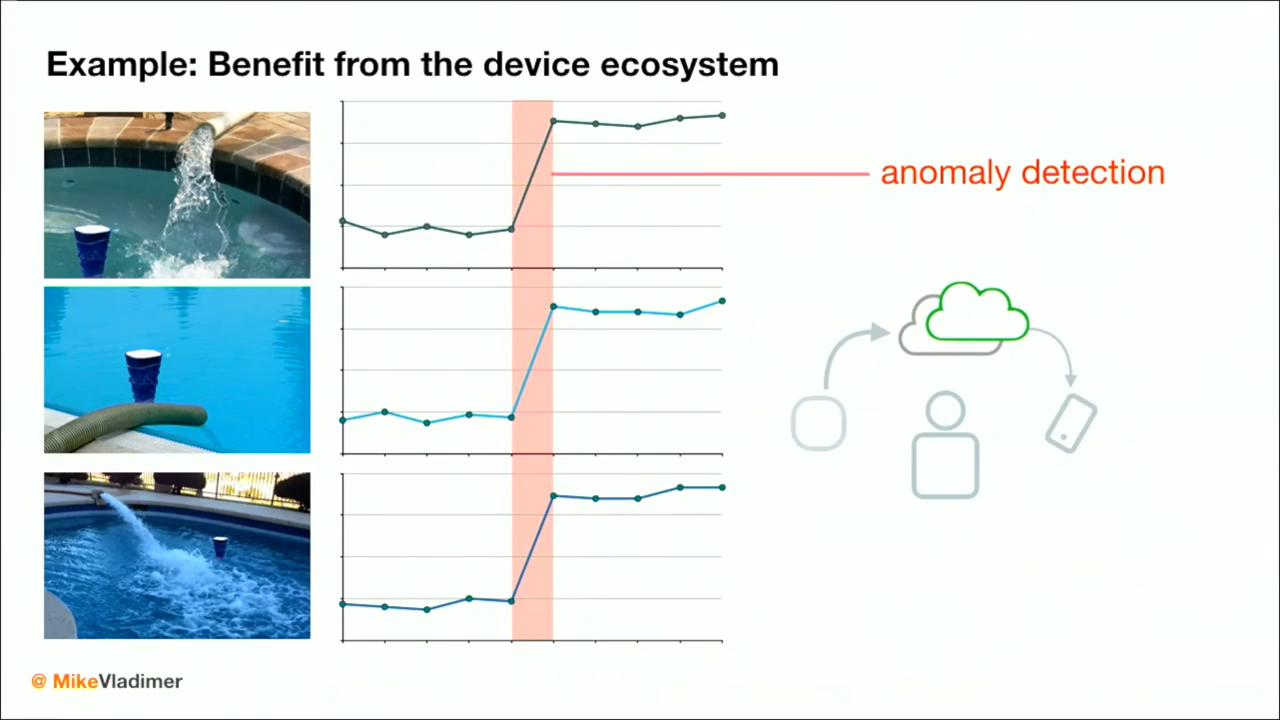 Example: Benefit from the device ecosystem
anomaly detection
@ MikeVladimer